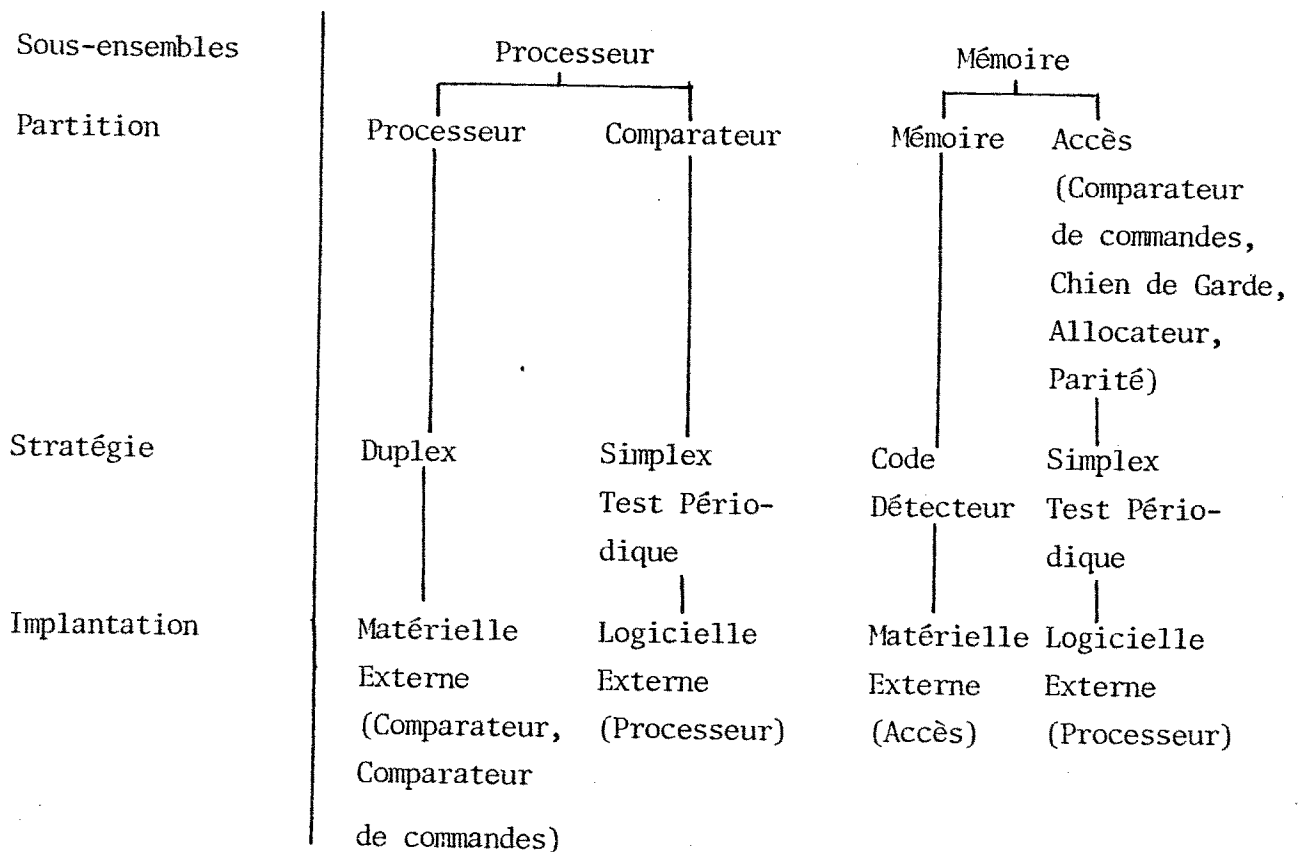 Sous-ensembles
Processeur
Mémoire
Partition
Processeur
Comparateur
Mémoire
Accès
(Comparateur
de commandes,
Chien de Garde,
Allocateur,
Parité)
Stratégie
Duplex
Simplex
Test Pério-
dique
Code
Détecteur
Simplex
Test Pério-
dique
Implantation
Matérielle
Externe
(Comparateur,
Comparateur
de commandes)
Logicielle
Externe
(Processeur)
Matérielle
Externe
(Accès)
Logicielle
Externe
(Processeur)